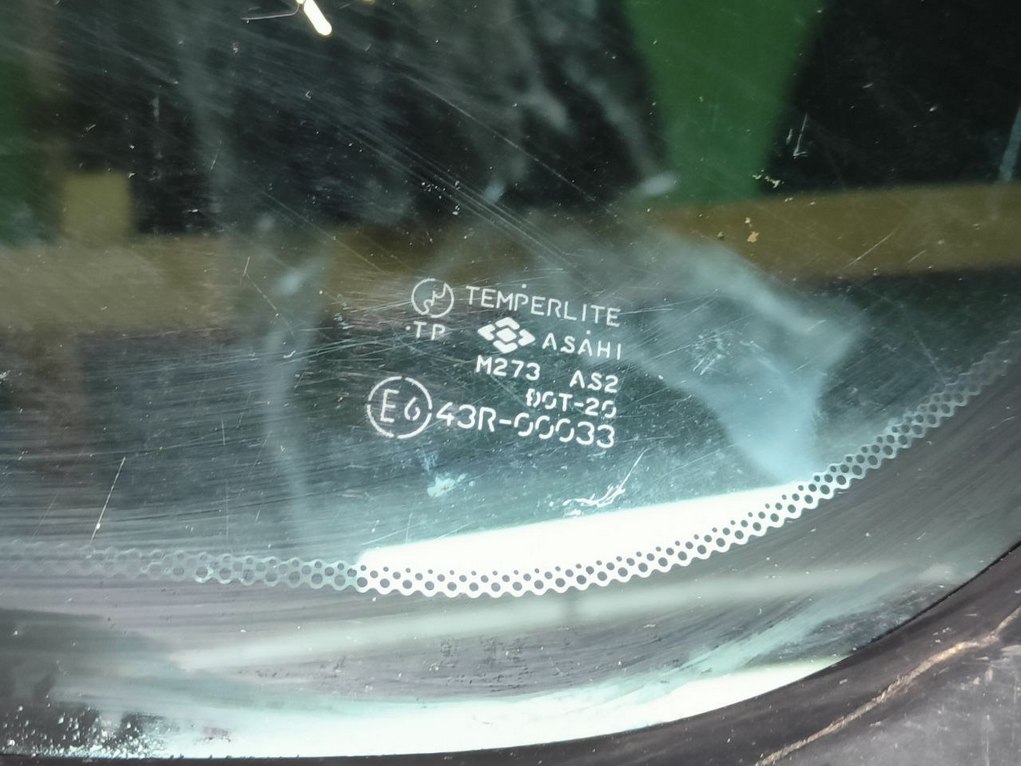 TEMPERLITE
TP ASAHI
M273 AS2
DOT-20
E6 43R-00033